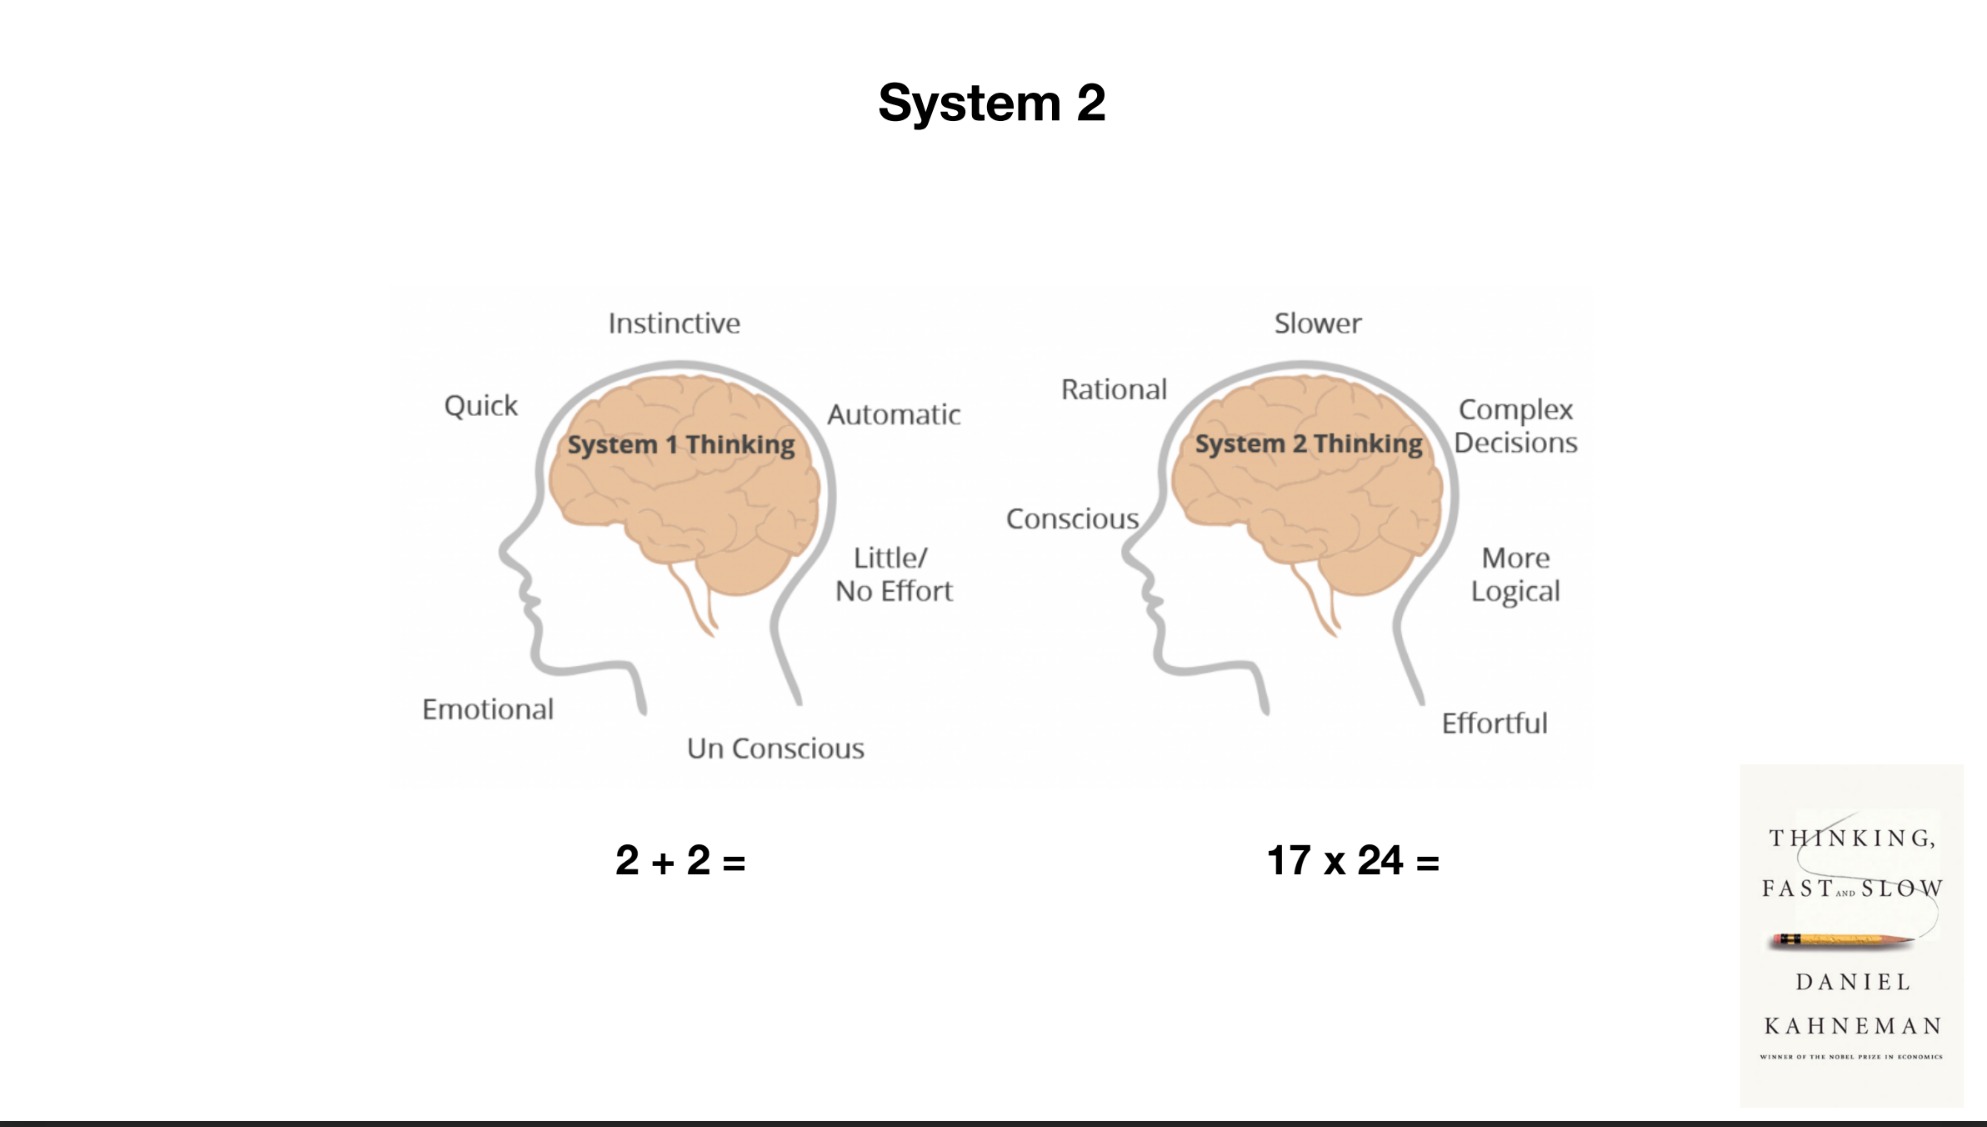 System 2
Instinctive
Quick
Automatic
System 1 Thinking
Little/
No Effort
Emotional
Un Conscious
Slower
Rational
Complex
Decisions
System 2 Thinking
Conscious
More
Logical
Effortful
2 + 2 =
17 x 24 =
THINKING,
FAST AND SLOW
DANIEL
KAHNEMAN
WINNER OF THE NOBEL PRIZE IN ECONOMICS